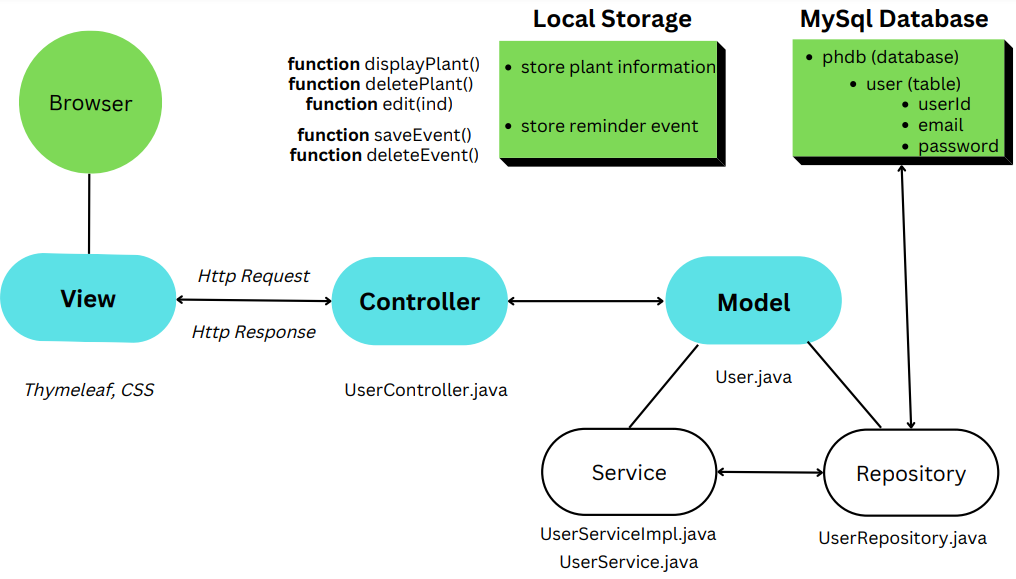 Local Storage
MySql Database
Browser
function displayPlant()
function deletePlant()
function edit(ind)
function saveEvent()
function deleteEvent()
• store plant information
• store reminder event
• phdb (database)
• user (table)
• userId
• email
• password
View
Http Request
Http Response
Controller
Model
Thymeleaf, CSS
UserController.java
User.java
Service
Repository
UserServiceImpl.java
UserService.java
UserRepository.java